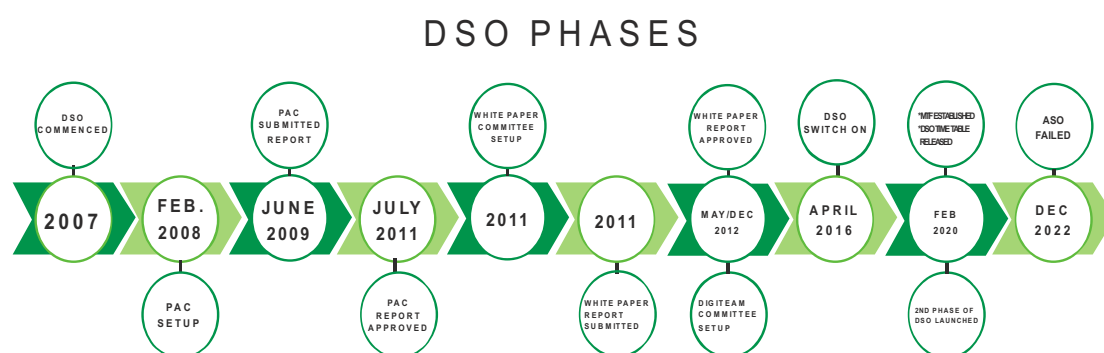 DSO PHASES
DSO
COMMENCED
PAC
SUBMITTED
REPORT
WHITE PAPER
COMMITTEE
SETUP
WHITE PAPER
REPORT
APPROVED
DSO
SWITCH ON
*MTF ESTABLISHED
*DSO TIME TABLE
RELEASED
ASO
FAILED
2007
FEB.
2008
JUNE
2009
JULY
2011
2011
2011
MAY/DEC
2012
APRIL
2016
FEB
2020
DEC
2022
PAC
SETUP
PAC
REPORT
APPROVED
WHITE PAPER
REPORT
SUBMITTED
DIGITEAM
COMMITTEE
SETUP
2ND PHASE OF
DSO LAUNCHED